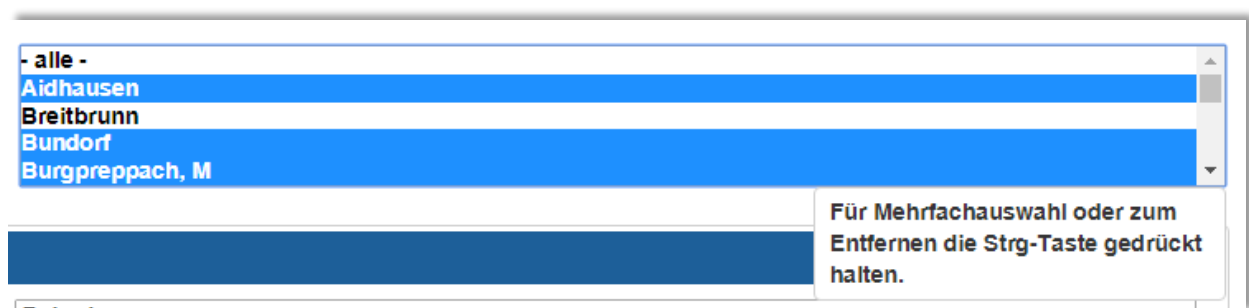 - alle -
Aidhausen
Breitbrunn
Bundorf
Burgpreppach, M
Für Mehrfachauswahl oder zum
Entfernen die Strg-Taste gedrückt
halten.